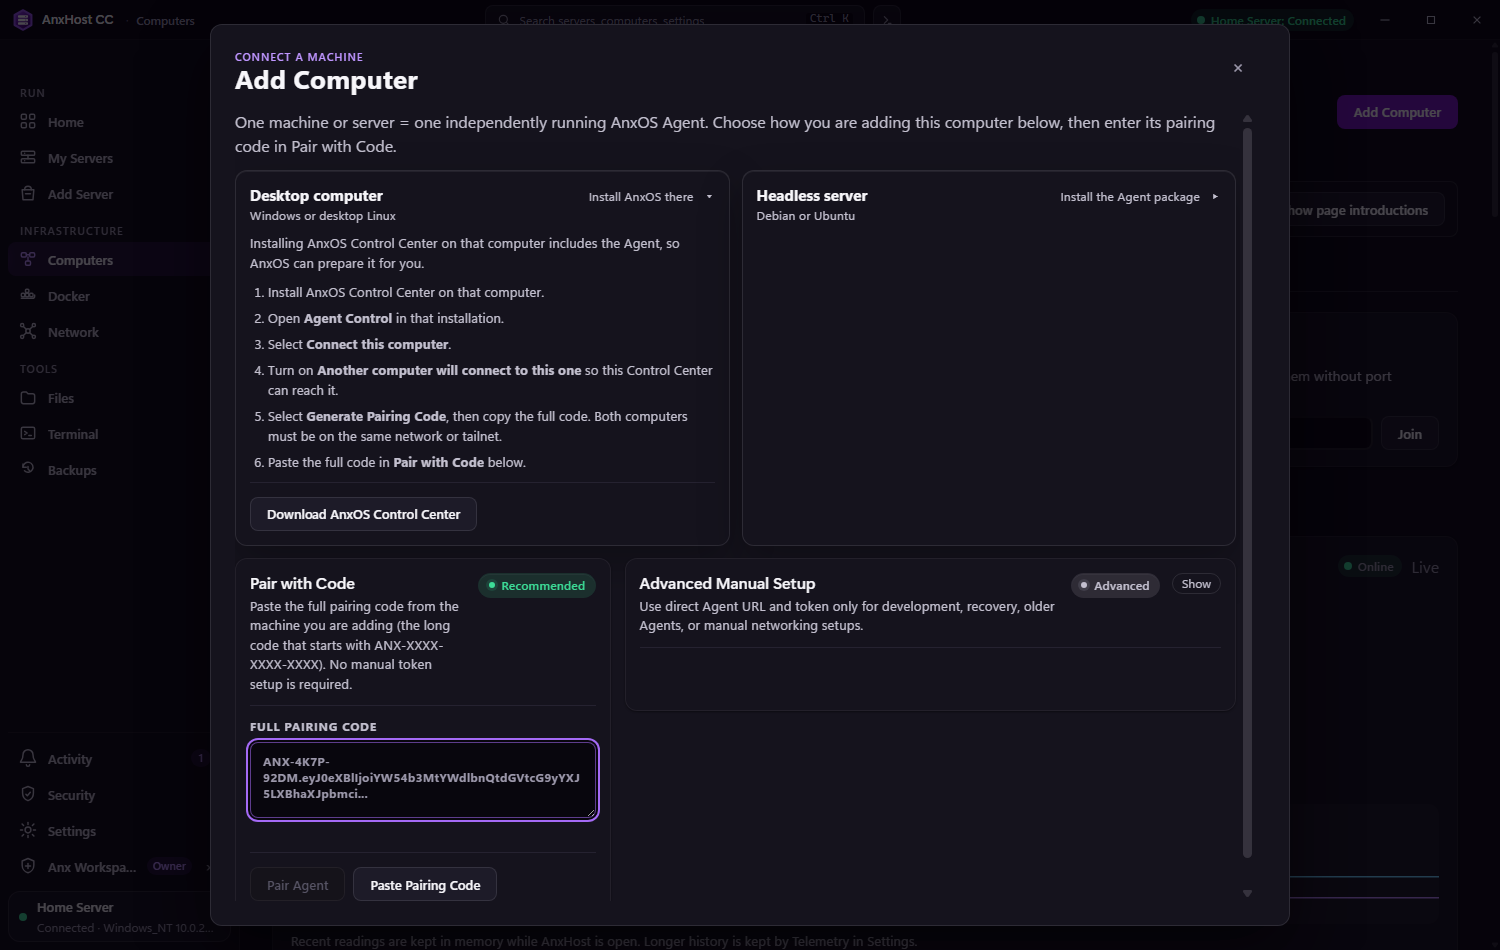 AnxHost CC · Computers
Search servers, computers, settings Ctrl K
Home Server: Connected
RUN
Home
My Servers
Add Server
INFRASTRUCTURE
Computers
Docker
Network
TOOLS
Files
Terminal
Backups
Activity 1
Security
Settings
Anx Workspa... Owner
Home Server
Connected · Windows_NT 10.0.2...
CONNECT A MACHINE
Add Computer
One machine or server = one independently running AnxOS Agent. Choose how you are adding this computer below, then enter its pairing
code in Pair with Code.
Desktop computer Install AnxOS there
Windows or desktop Linux
Installing AnxOS Control Center on that computer includes the Agent, so
AnxOS can prepare it for you.
1. Install AnxOS Control Center on that computer.
2. Open Agent Control in that installation.
3. Select Connect this computer.
4. Turn on Another computer will connect to this one so this Control Center
can reach it.
5. Select Generate Pairing Code, then copy the full code. Both computers
must be on the same network or tailnet.
6. Paste the full code in Pair with Code below.
Download AnxOS Control Center
Headless server Install the Agent package
Debian or Ubuntu
Pair with Code Recommended
Paste the full pairing code from the
machine you are adding (the long
code that starts with ANX-XXXX-
XXXX-XXXX). No manual token
setup is required.
FULL PAIRING CODE
ANX-4K7P-
92DM.eyJ0eXBlIjoiYW54b3MtYWdlbnQtdGVtcG9yYXJ
5LXBhaXJpbmci...
Pair Agent Paste Pairing Code
Advanced Manual Setup Advanced Show
Use direct Agent URL and token only for development, recovery, older
Agents, or manual networking setups.
Add Computer
how page introductions
em without port
Join
Online Live
Recent readings are kept in memory while AnxHost is open. Longer history is kept by Telemetry in Settings.